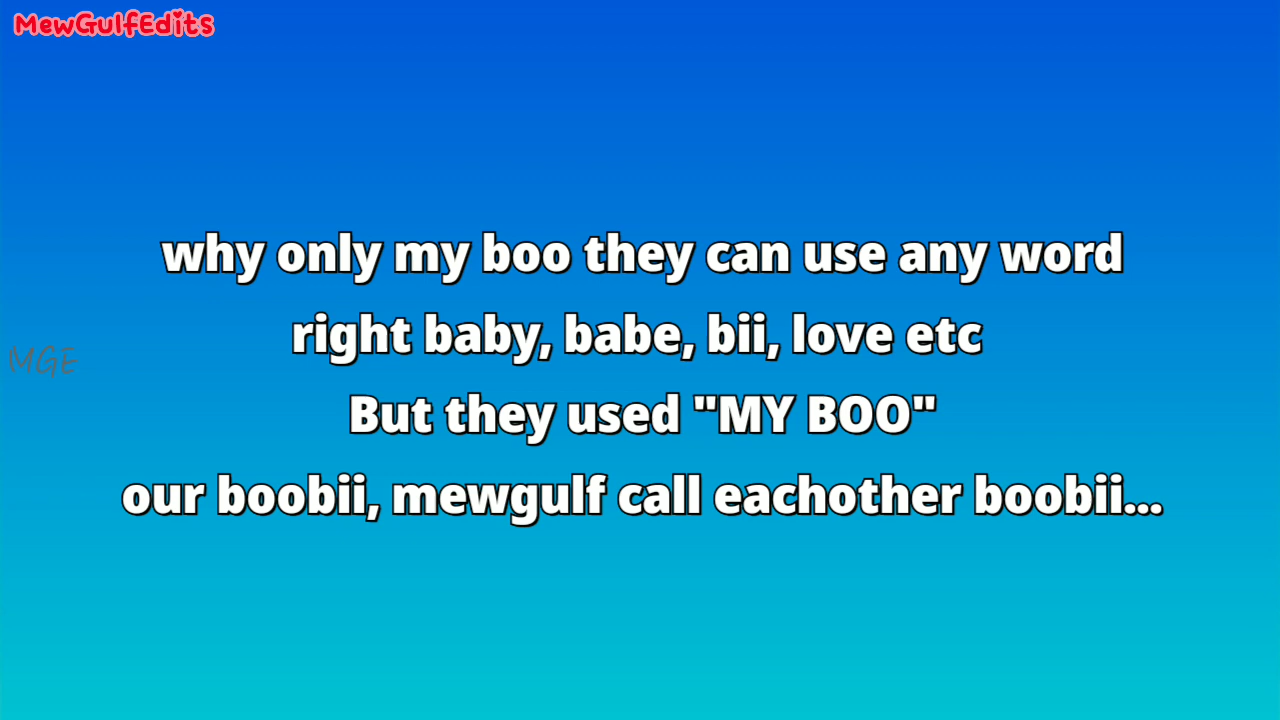 MewGulfEdits
why only my boo they can use any word
right baby, babe, bii, love etc
MGE
But they used "MY BOO"
our boobii, mewgulf call eachother boobii...